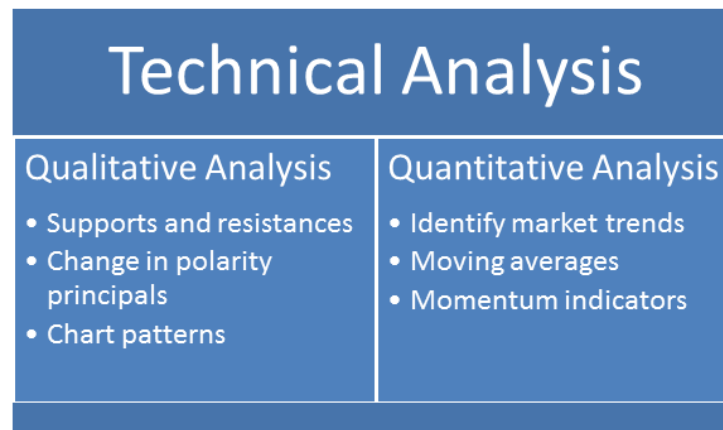 Technical Analysis
Qualitative Analysis
• Supports and resistances
• Change in polarity
principals
• Chart patterns
Quantitative Analysis
• Identify market trends
• Moving averages
• Momentum indicators